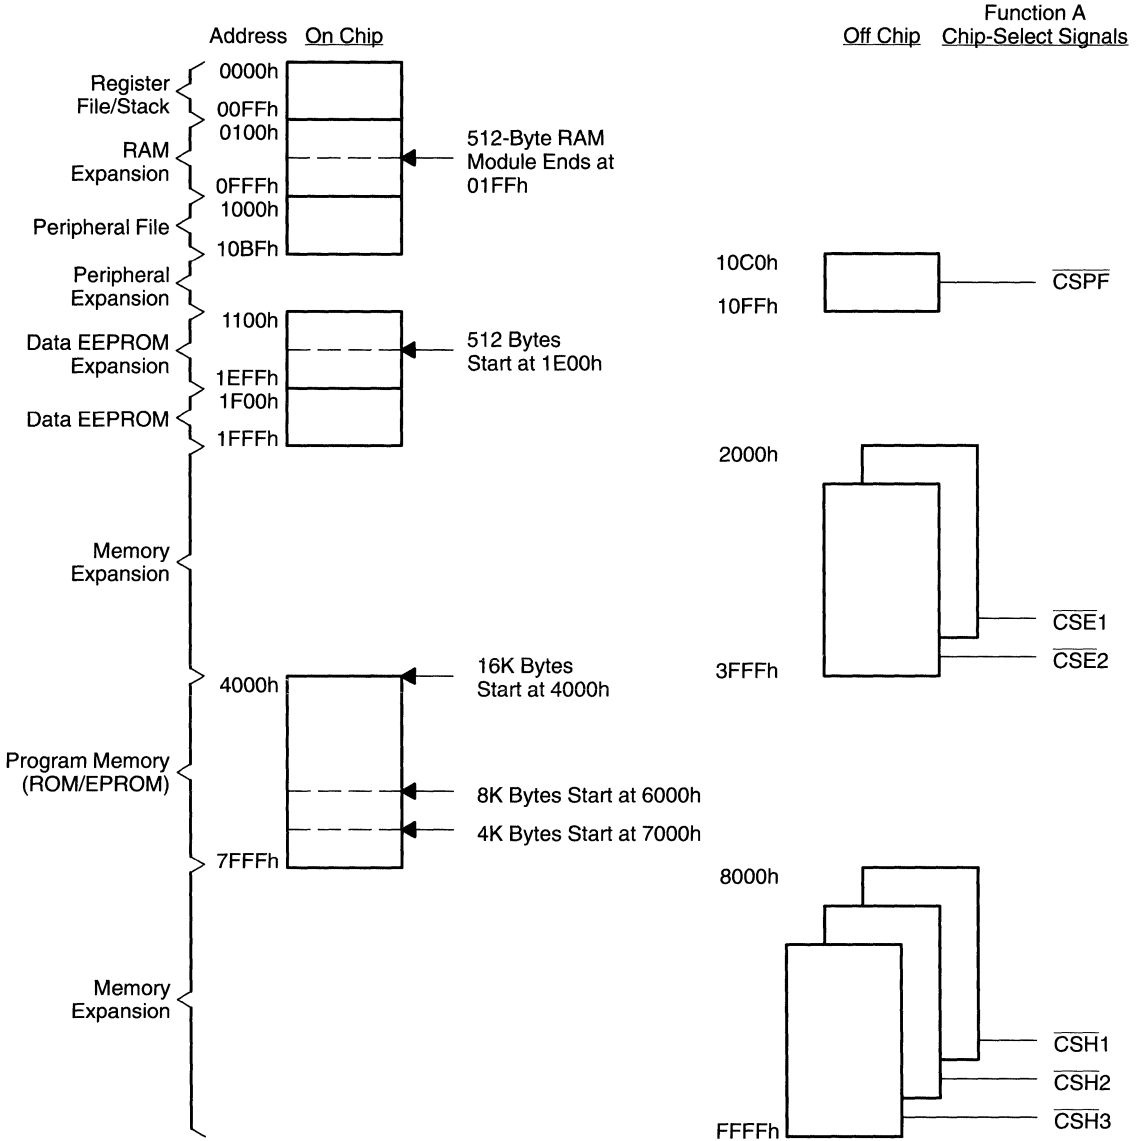 Function A
Address On Chip Off Chip Chip-Select Signals
0000h
Register
File/Stack
00FFh
0100h
RAM
Expansion
0FFFh
512-Byte RAM
Module Ends at
01FFh
1000h
Peripheral File
10BFh
Peripheral
Expansion
10C0h
10FFh
CSPF
1100h
Data EEPROM
Expansion
1EFFh
512 Bytes
Start at 1E00h
1F00h
Data EEPROM
1FFFh
2000h
Memory
Expansion
CSE1
CSE2
3FFFh
4000h
16K Bytes
Start at 4000h
Program Memory
(ROM/EPROM)
8K Bytes Start at 6000h
4K Bytes Start at 7000h
7FFFh
8000h
Memory
Expansion
CSH1
CSH2
CSH3
FFFFh